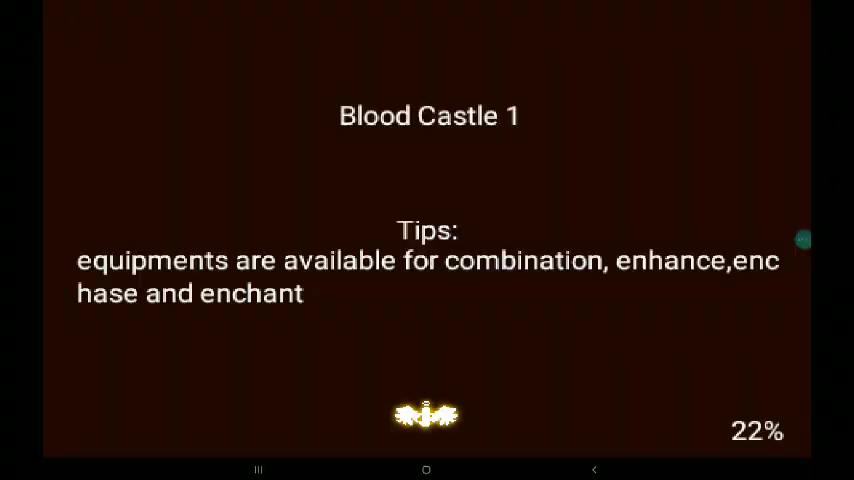 Blood Castle 1
Tips:
equipments are available for combination, enhance,enc
hase and enchant
22%